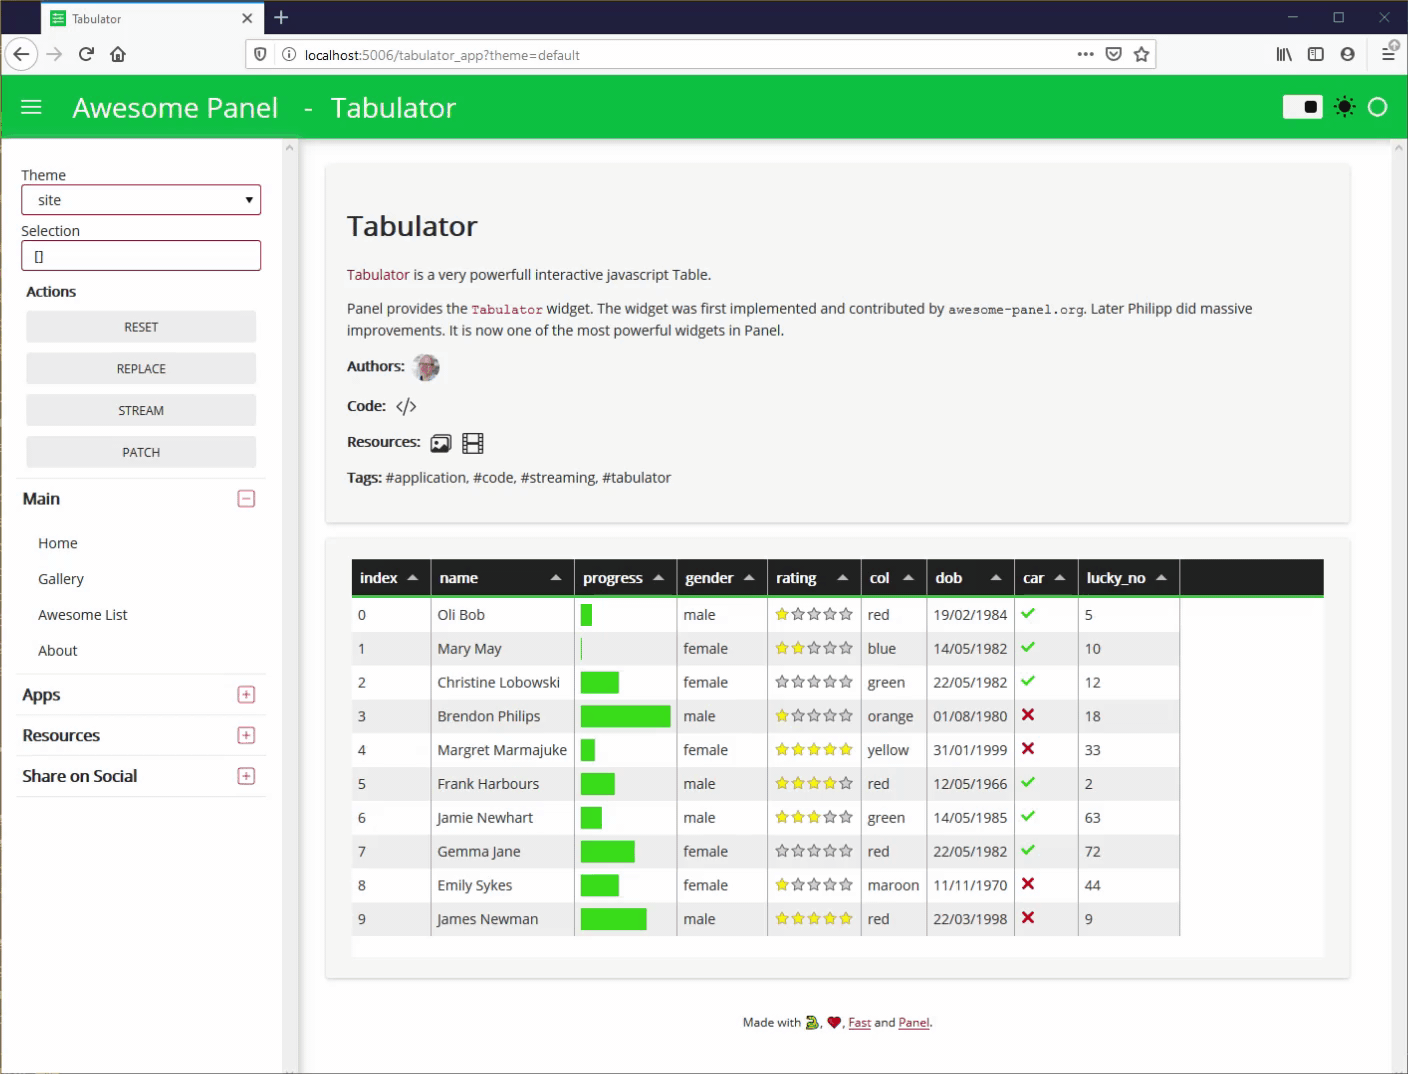 Tabulator
localhost:5006/tabulator_app?theme=default
Awesome Panel - Tabulator
Theme
site
Selection
[]
Actions
RESET
REPLACE
STREAM
PATCH
Main
Home
Gallery
Awesome List
About
Apps
Resources
Share on Social
Tabulator
Tabulator is a very powerfull interactive javascript Table.
Panel provides the Tabulator widget. The widget was first implemented and contributed by awesome-panel.org. Later Philipp did massive
improvements. It is now one of the most powerful widgets in Panel.
Authors:
Code: </>
Resources:
Tags: #application, #code, #streaming, #tabulator
index name progress gender rating col dob car lucky_no
0 Oli Bob male red 19/02/1984 5
1 Mary May female blue 14/05/1982 10
2 Christine Lobowski female green 22/05/1982 12
3 Brendon Philips male orange 01/08/1980 18
4 Margret Marmajuke female yellow 31/01/1999 33
5 Frank Harbours male red 12/05/1966 2
6 Jamie Newhart male green 14/05/1985 63
7 Gemma Jane female red 22/05/1982 72
8 Emily Sykes female maroon 11/11/1970 44
9 James Newman male red 22/03/1998 9
Made with 🐍, ❤, Fast and Panel.